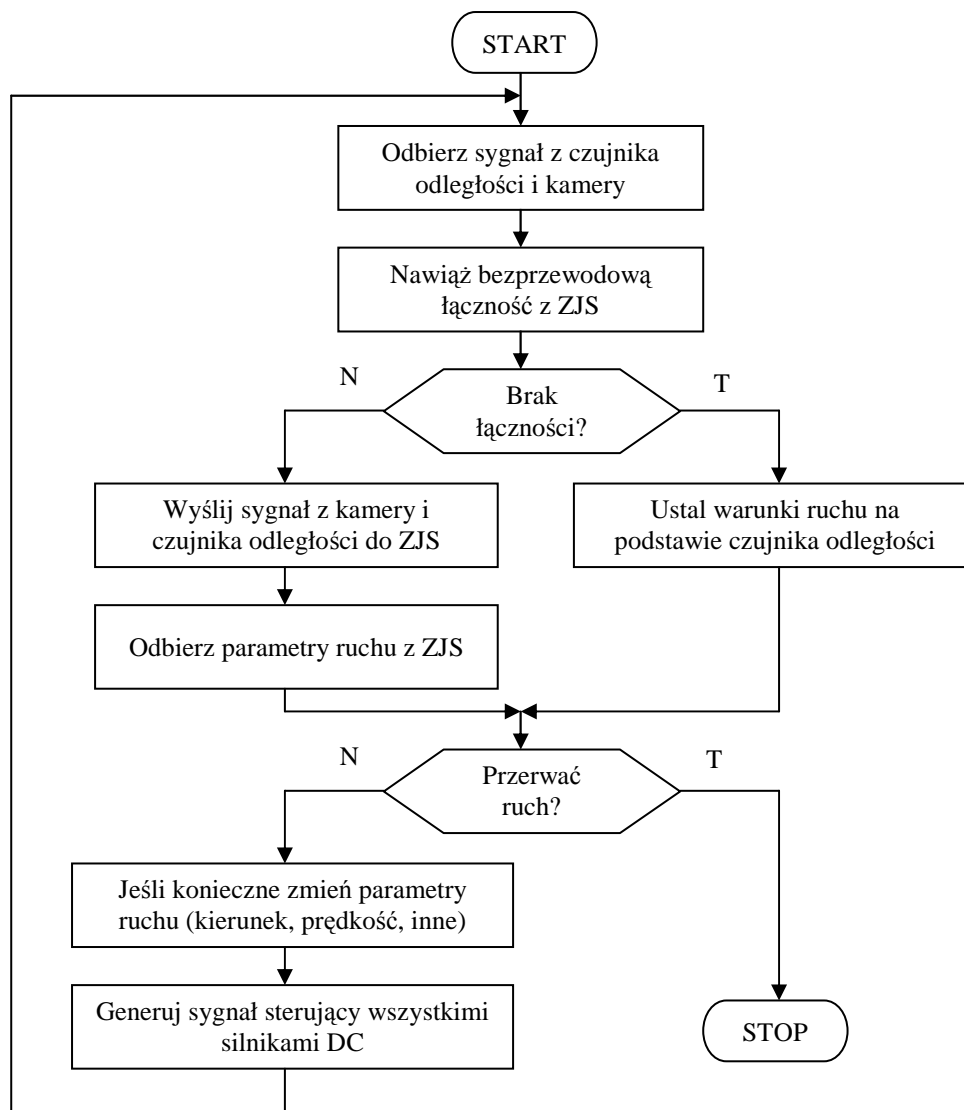 START
Odbierz sygnał z czujnika
odległości i kamery
Nawiąż bezprzewodową
łączność z ZJS
N
T
Brak
łączności?
Wyślij sygnał z kamery i
czujnika odległości do ZJS
Ustal warunki ruchu na
podstawie czujnika odległości
Odbierz parametry ruchu z ZJS
N
T
Przerwać
ruch?
Jeśli konieczne zmień parametry
ruchu (kierunek, prędkość, inne)
Generuj sygnał sterujący wszystkimi
silnikami DC
STOP